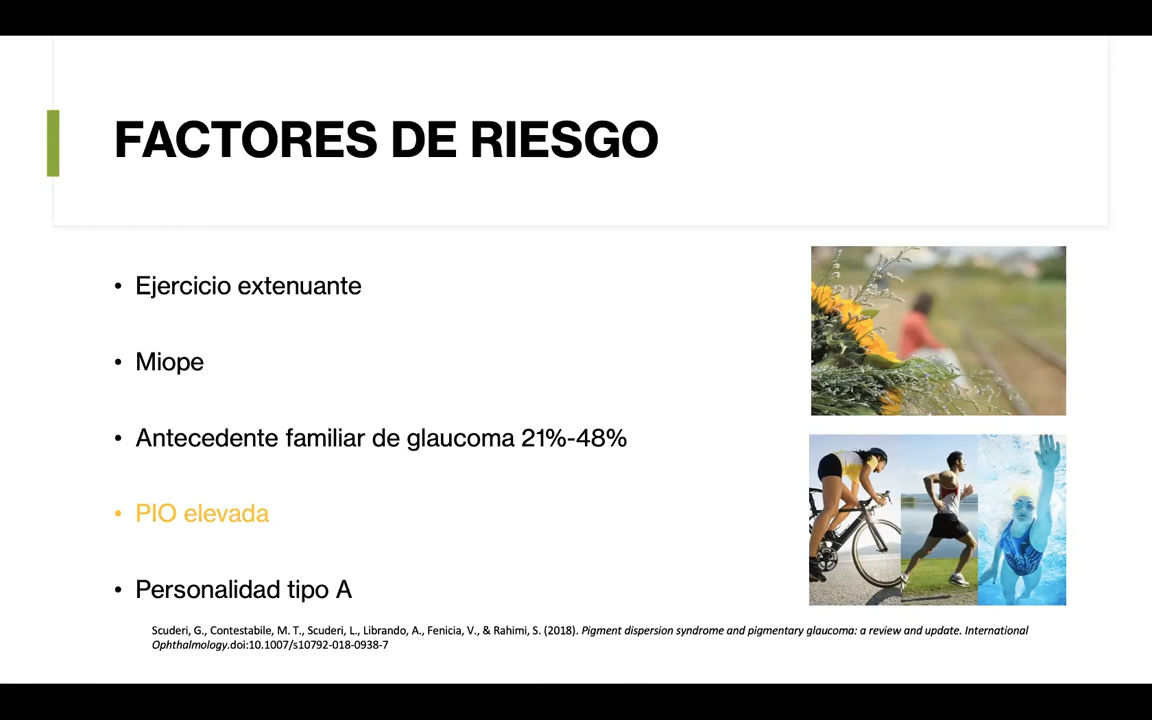 FACTORES DE RIESGO
• Ejercicio extenuante
• Miope
• Antecedente familiar de glaucoma 21%-48%
• PIO elevada
• Personalidad tipo A
Scuderi, G., Contestabile, M. T., Scuderi, L., Librando, A., Fenicia, V., & Rahimi, S. (2018). Pigment dispersion syndrome and pigmentary glaucoma: a review and update. International
Ophthalmology.doi:10.1007/s10792-018-0938-7